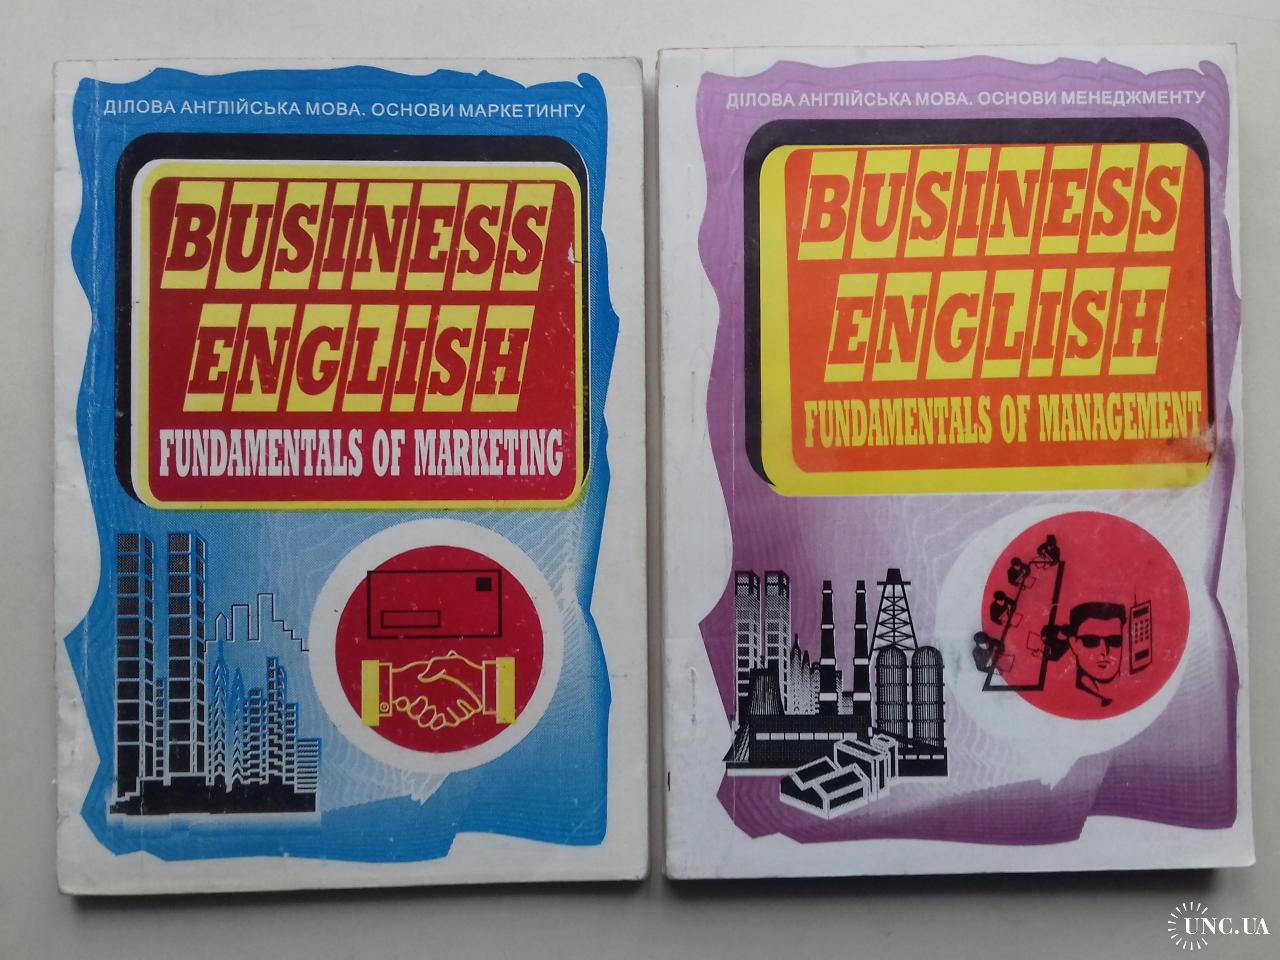 ДІЛОВА АНГЛІЙСЬКА МОВА. ОСНОВИ МАРКЕТИНГУ
BUSINESS
ENGLISH
FUNDAMENTALS OF MARKETING
ДІЛОВА АНГЛІЙСЬКА МОВА. ОСНОВИ МЕНЕДЖМЕНТУ
BUSINESS
ENGLISH
FUNDAMENTALS OF MANAGEMENT
UNC.UA